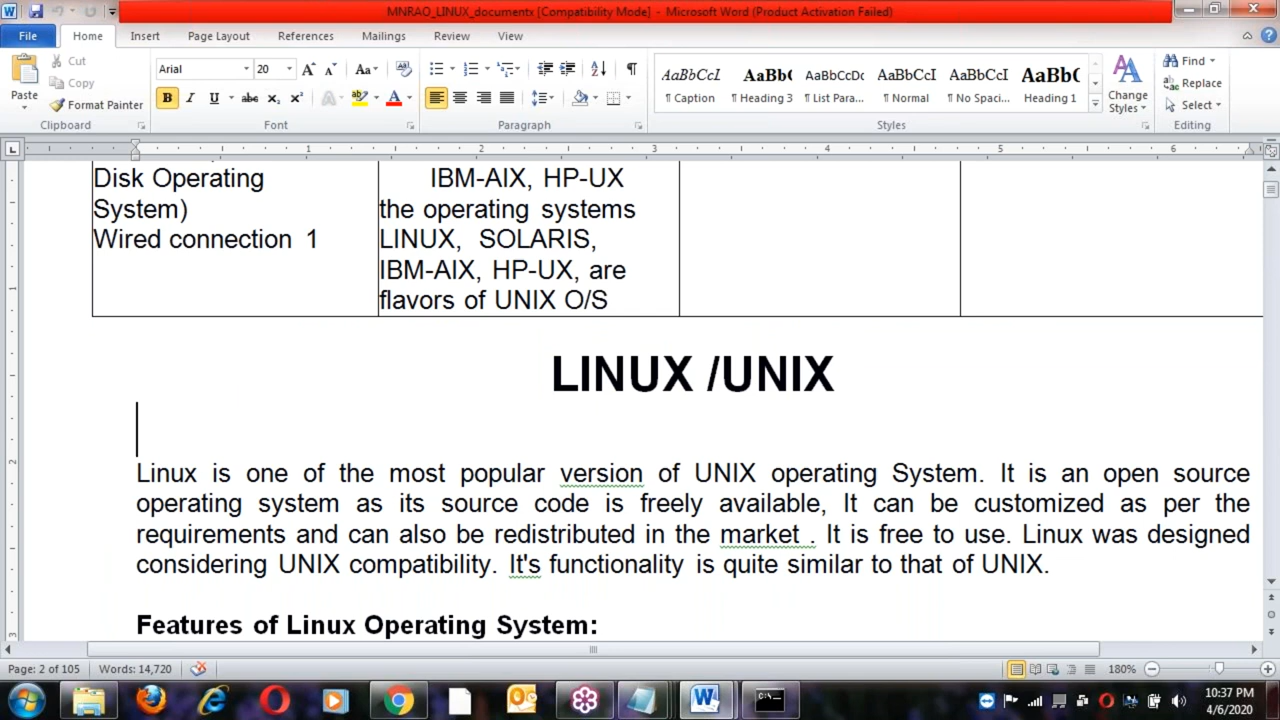 MNRAO_LINUX_documentx [Compatibility Mode] - Microsoft Word (Product Activation Failed)
File Home Insert Page Layout References Mailings Review View
Paste Cut Copy Format Painter Clipboard
Arial 20 Font
Paragraph
AaBbCcI AaBb( AaBbCcDc AaBbCcI AaBbCcI AaBb(
Caption Heading 3 List Para... Normal No Spaci... Heading 1
Change Styles Styles
Find Replace Select Editing
1 2 3 4 5 6
Disk Operating
System)
Wired connection 1
IBM-AIX, HP-UX
the operating systems
LINUX, SOLARIS,
IBM-AIX, HP-UX, are
flavors of UNIX O/S
LINUX /UNIX
Linux is one of the most popular version of UNIX operating System. It is an open source
operating system as its source code is freely available, It can be customized as per the
requirements and can also be redistributed in the market . It is free to use. Linux was designed
considering UNIX compatibility. It's functionality is quite similar to that of UNIX.
Features of Linux Operating System:
Page: 2 of 105 Words: 14,720 180%
10:37 PM
4/6/2020